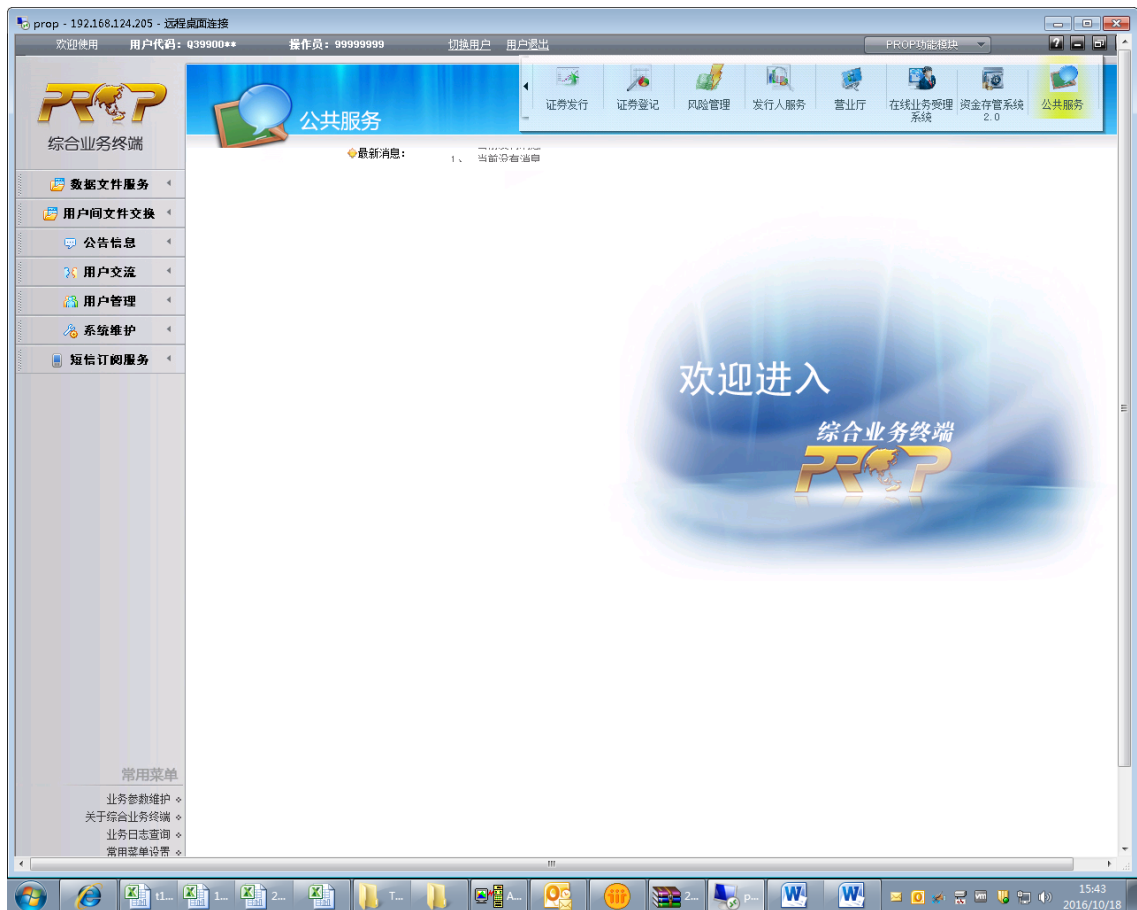 prop - 192.168.124.205 - 远程桌面连接
欢迎使用 用户代码: Q39900** 操作员: 99999999 切换用户 用户退出 PROP功能模块
证券发行 证券登记 风险管理 发行人服务 营业厅 在线业务受理系统 资金存管系统2.0 公共服务
PROP
综合业务终端
公共服务
最新消息:
1、 当前没有消息
数据文件服务
用户间文件交换
公告信息
用户交流
用户管理
系统维护
短信订阅服务
欢迎进入
综合业务终端
PROP
常用菜单
业务参数维护
关于综合业务终端
业务日志查询
常用菜单设置
t1... 1... 2... T... A... 2... p...
15:43
2016/10/18